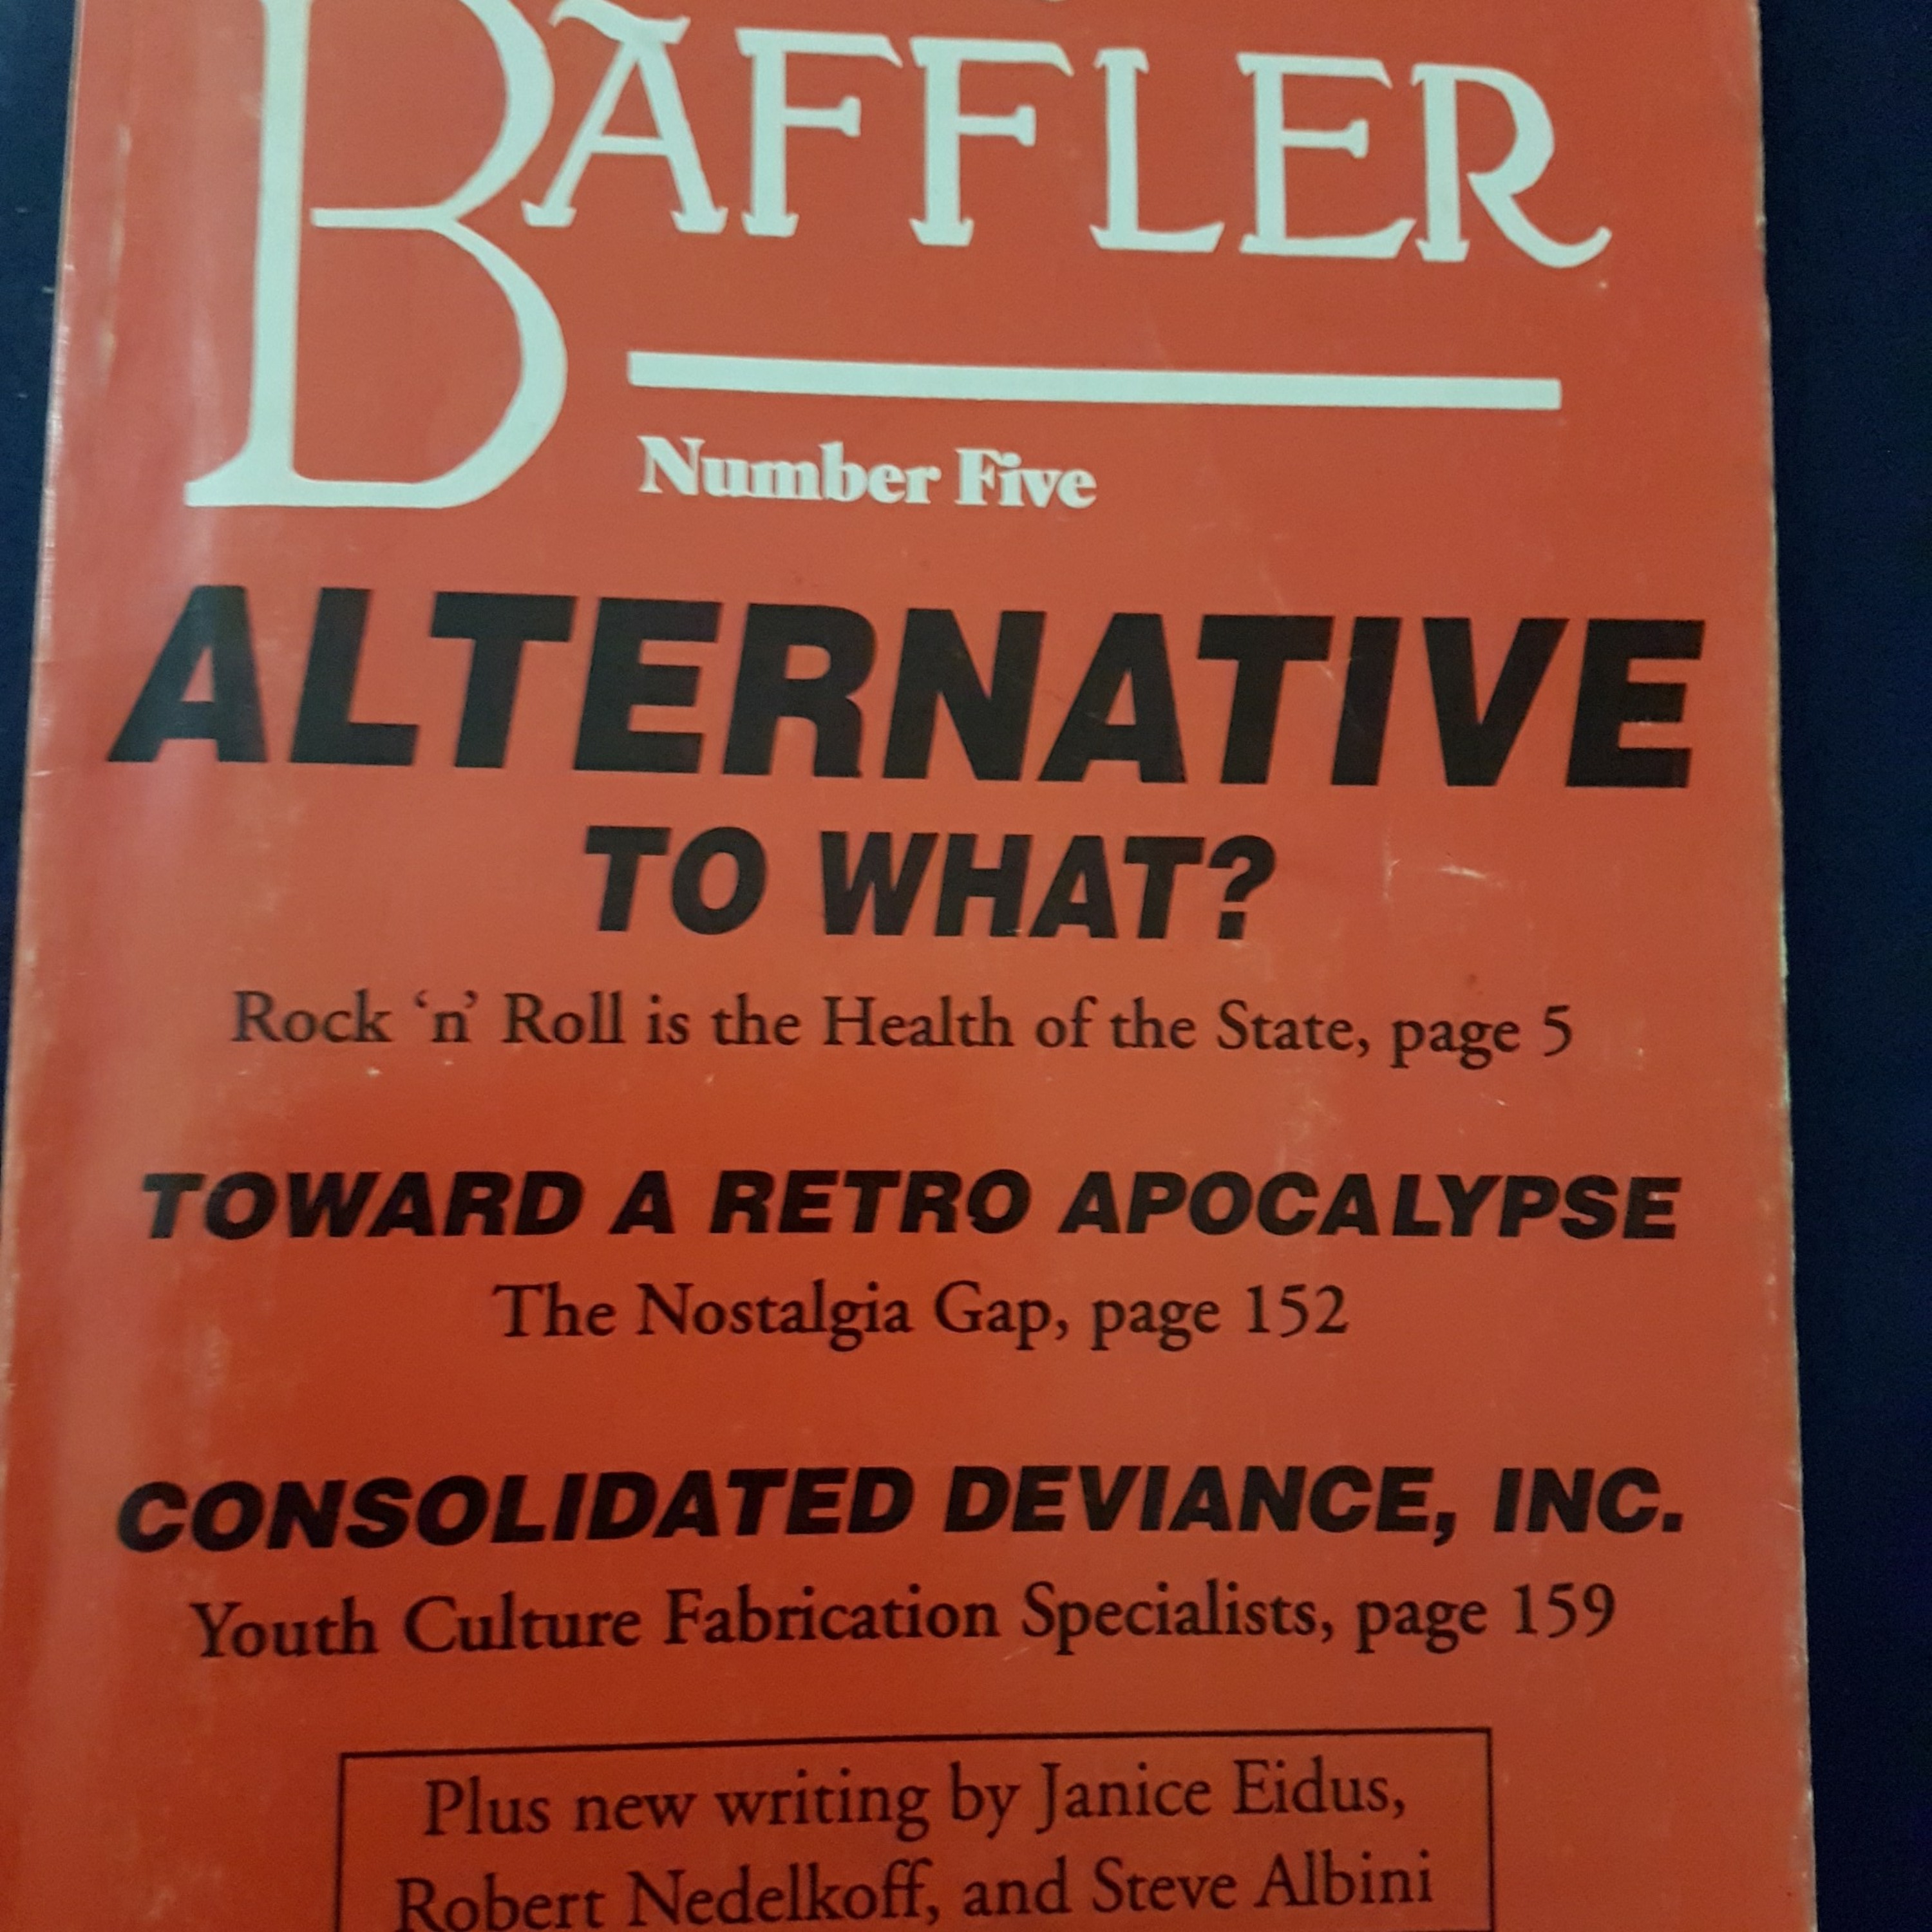 BAFFLER
Number Five
ALTERNATIVE
TO WHAT?
Rock ‘n’ Roll is the Health of the State, page 5
TOWARD A RETRO APOCALYPSE
The Nostalgia Gap, page 152
CONSOLIDATED DEVIANCE, INC.
Youth Culture Fabrication Specialists, page 159
Plus new writing by Janice Eidus,
Robert Nedelkoff, and Steve Albini